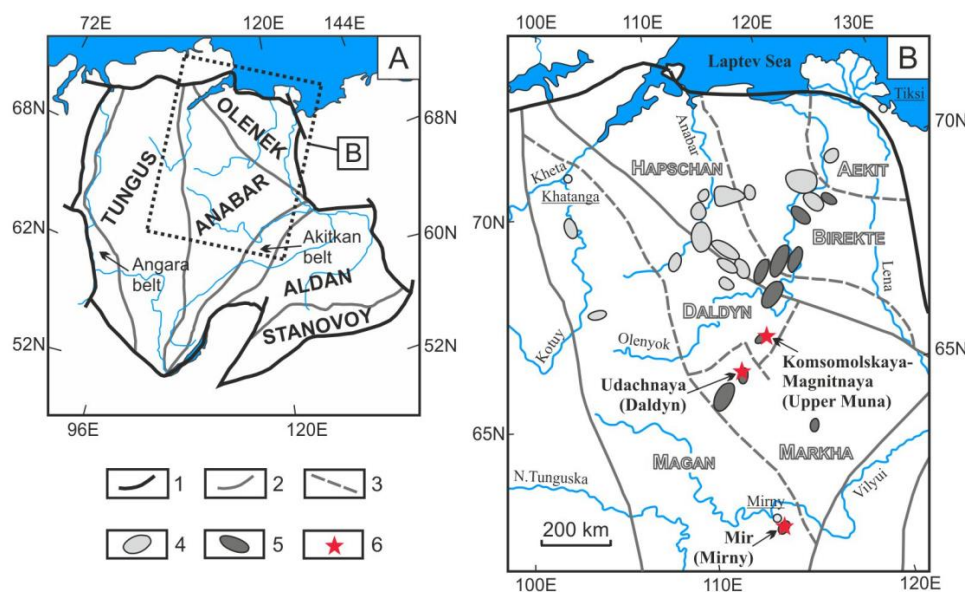 72E
120E
144E
A
68N
68N
OLENEK
B
TUNGUS
ANABAR
62N
60N
Angara
belt
Akitkan
belt
ALDAN
STANOVOY
52N
52N
96E
120E
1
2
3
4
5
6
100E
110E
120E
130E
Laptev Sea
B
Tiksi
70N
Anabar
HAPSCHAN
AEKIT
Kheta
Khatanga
70N
BIREKTE
Lena
DALDYN
Kotuy
Olenyok
65N
Komsomolskaya-
Magnitnaya
(Upper Muna)
Udachnaya
(Daldyn)
65N
MARKHA
MAGAN
Vilyui
N.Tunguska
Mirny
200 km
Mir
(Mirny)
100E
110E
120E